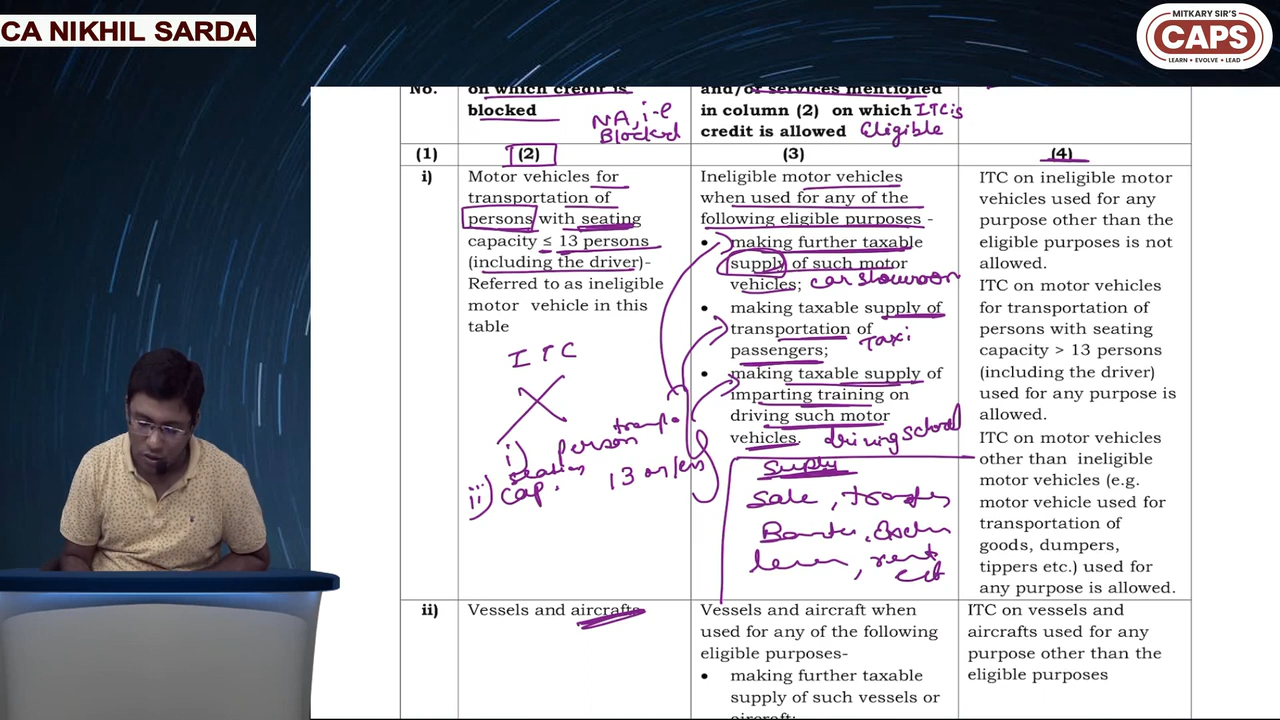 CA NIKHIL SARDA
MITKARY SIR'S
CAPS
LEARN • EVOLVE • LEAD
No.
on which credit is
blocked
NA, i-e
Blocked
and/or services mentioned
in column (2) on which ITC is
credit is allowed Eligible
(1)
(2)
(3)
(4)
i)
Motor vehicles for
transportation of
persons with seating
capacity ≤ 13 persons
(including the driver)-
Referred to as ineligible
motor vehicle in this
table
ITC
i) person
transpo
ii) seating
cap. 13 or less
Ineligible motor vehicles
when used for any of the
following eligible purposes -
• making further taxable
supply of such motor
vehicles; car showroom
• making taxable supply of
transportation of
passengers; Taxi
• making taxable supply of
imparting training on
driving such motor
vehicles. driving school
Supply
Sale, transfer
rent
ITC on ineligible motor
vehicles used for any
purpose other than the
eligible purposes is not
allowed.
ITC on motor vehicles
for transportation of
persons with seating
capacity > 13 persons
(including the driver)
used for any purpose is
allowed.
ITC on motor vehicles
other than ineligible
motor vehicles (e.g.
motor vehicle used for
transportation of
goods, dumpers,
tippers etc.) used for
any purpose is allowed.
ii)
Vessels and aircrafts
Vessels and aircraft when
used for any of the following
eligible purposes-
• making further taxable
supply of such vessels or
aircraft;
ITC on vessels and
aircrafts used for any
purpose other than the
eligible purposes